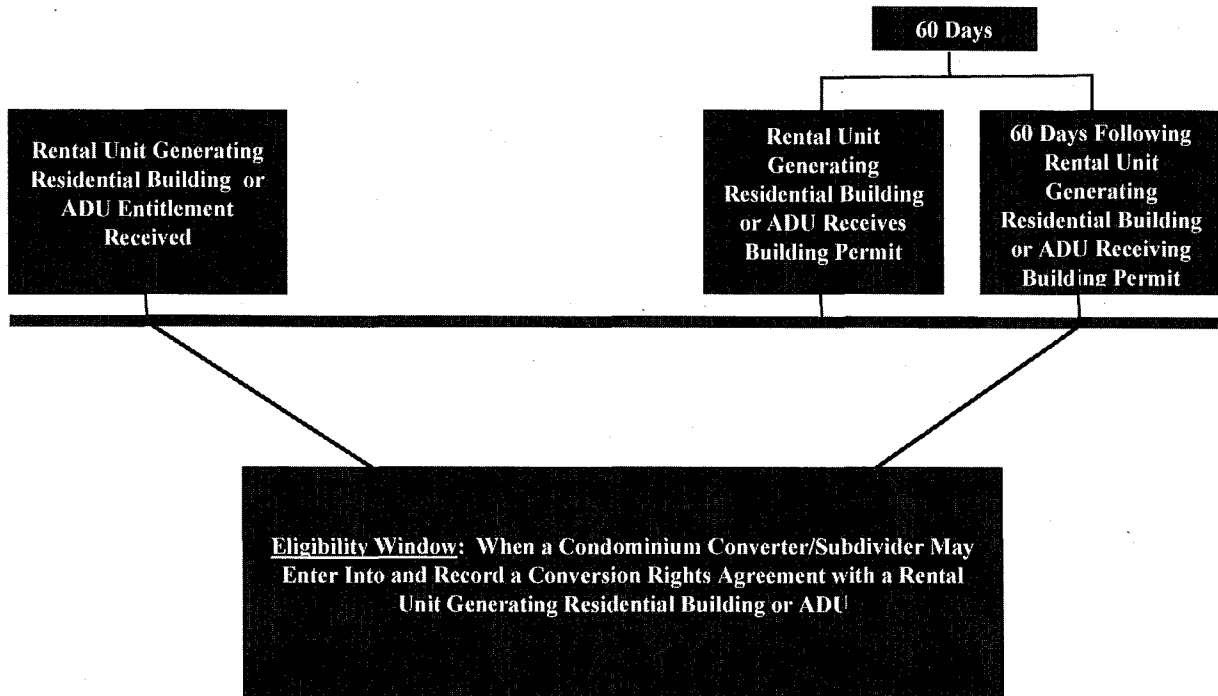 60 Days
Rental Unit Generating
Residential Building or
ADU Entitlement
Received
Rental Unit
Generating
Residential Building
or ADU Receives
Building Permit
60 Days Following
Rental Unit
Generating
Residential Building
or ADU Receiving
Building Permit
Eligibility Window: When a Condominium Converter/Subdivider May
Enter Into and Record a Conversion Rights Agreement with a Rental
Unit Generating Residential Building or ADU